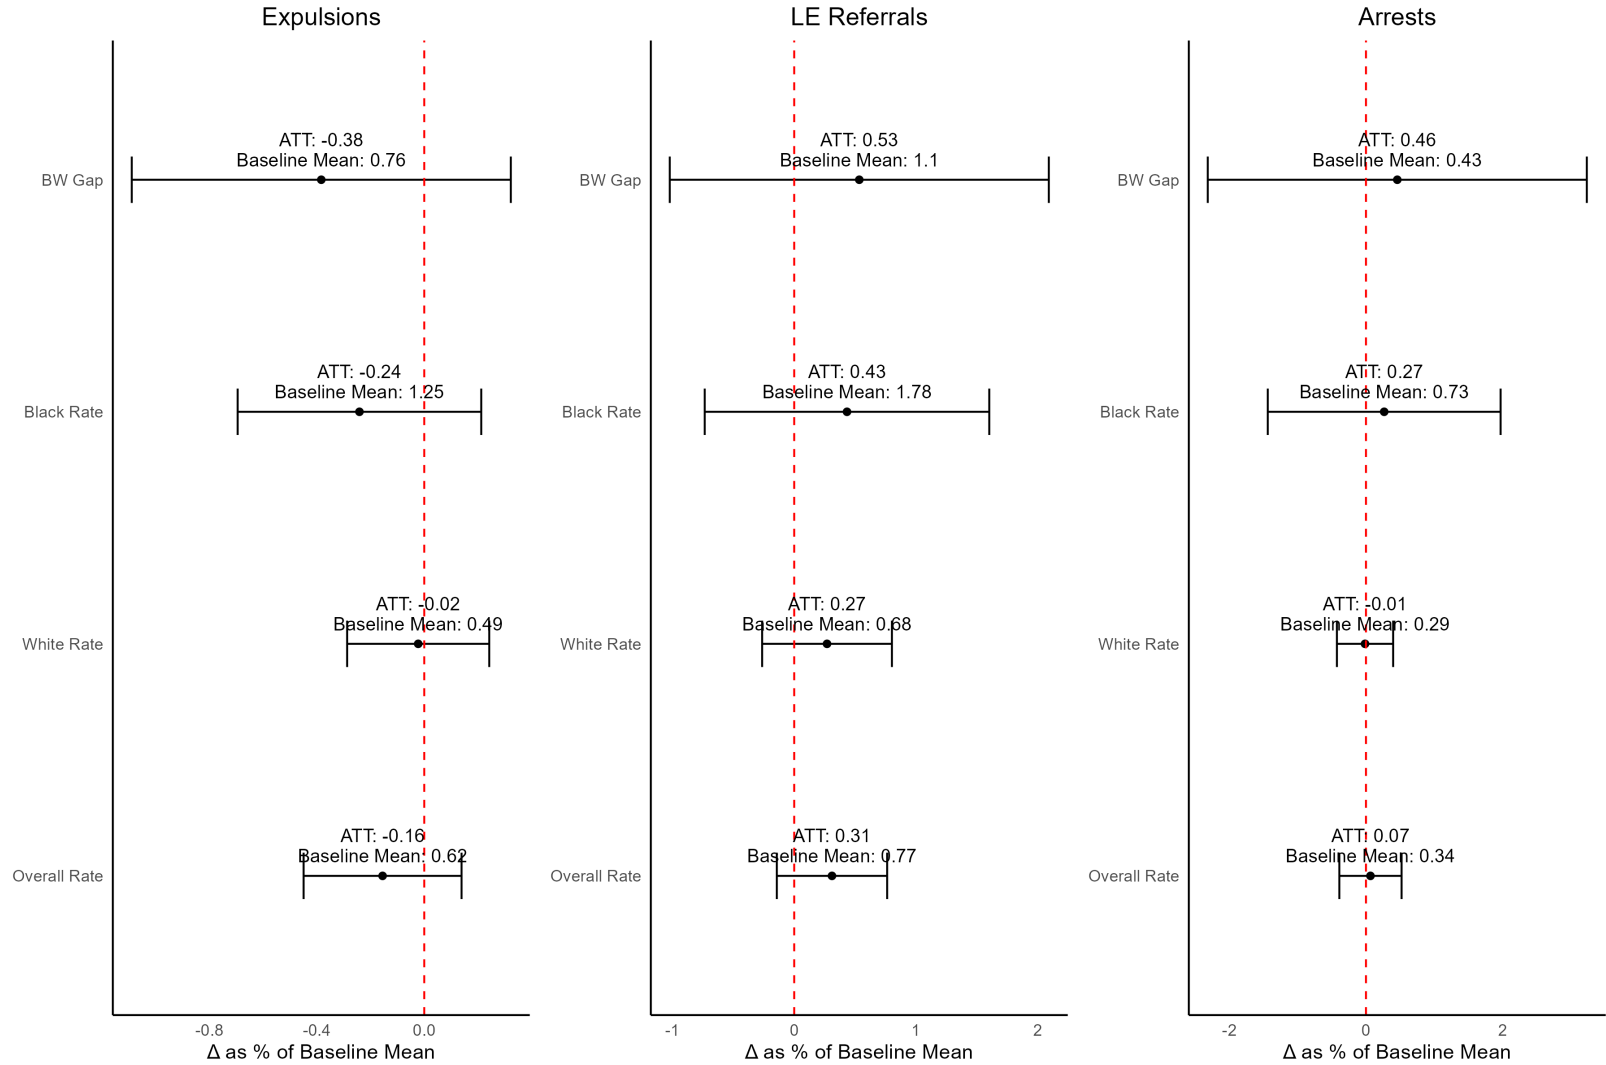 Expulsions
ATT: -0.38
Baseline Mean: 0.76
BW Gap
ATT: -0.24
Baseline Mean: 1.25
Black Rate
ATT: -0.02
Baseline Mean: 0.49
White Rate
ATT: -0.16
Baseline Mean: 0.62
Overall Rate
-0.8 -0.4 0.0
Δ as % of Baseline Mean
LE Referrals
ATT: 0.53
Baseline Mean: 1.1
BW Gap
ATT: 0.43
Baseline Mean: 1.78
Black Rate
ATT: 0.27
Baseline Mean: 0.68
White Rate
ATT: 0.31
Baseline Mean: 0.77
Overall Rate
-1 0 1 2
Δ as % of Baseline Mean
Arrests
ATT: 0.46
Baseline Mean: 0.43
BW Gap
ATT: 0.27
Baseline Mean: 0.73
Black Rate
ATT: -0.01
Baseline Mean: 0.29
White Rate
ATT: 0.07
Baseline Mean: 0.34
Overall Rate
-2 0 2
Δ as % of Baseline Mean